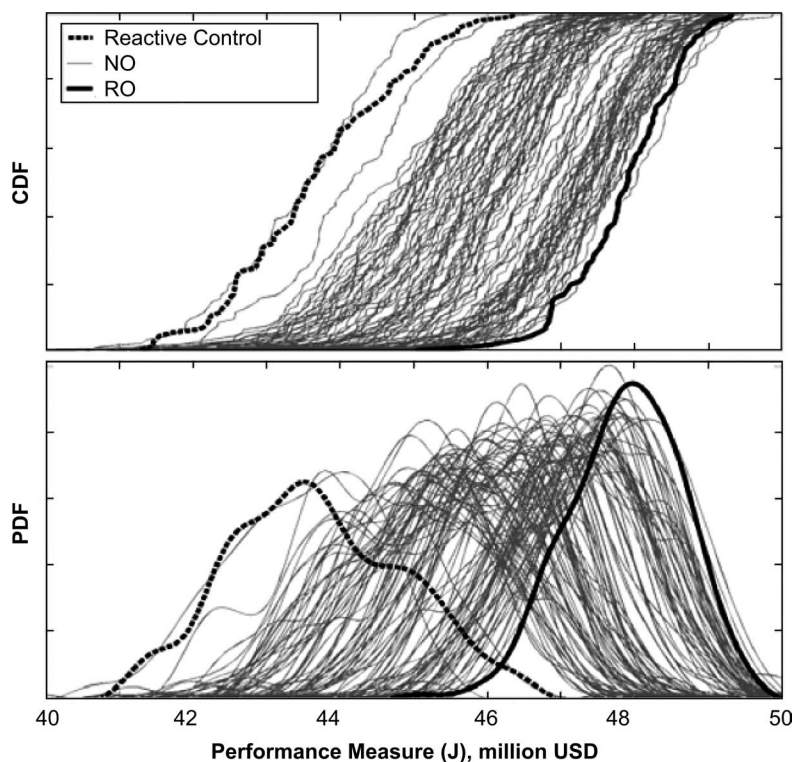 Reactive Control
NO
RO
CDF
PDF
40 42 44 46 48 50
Performance Measure (J), million USD